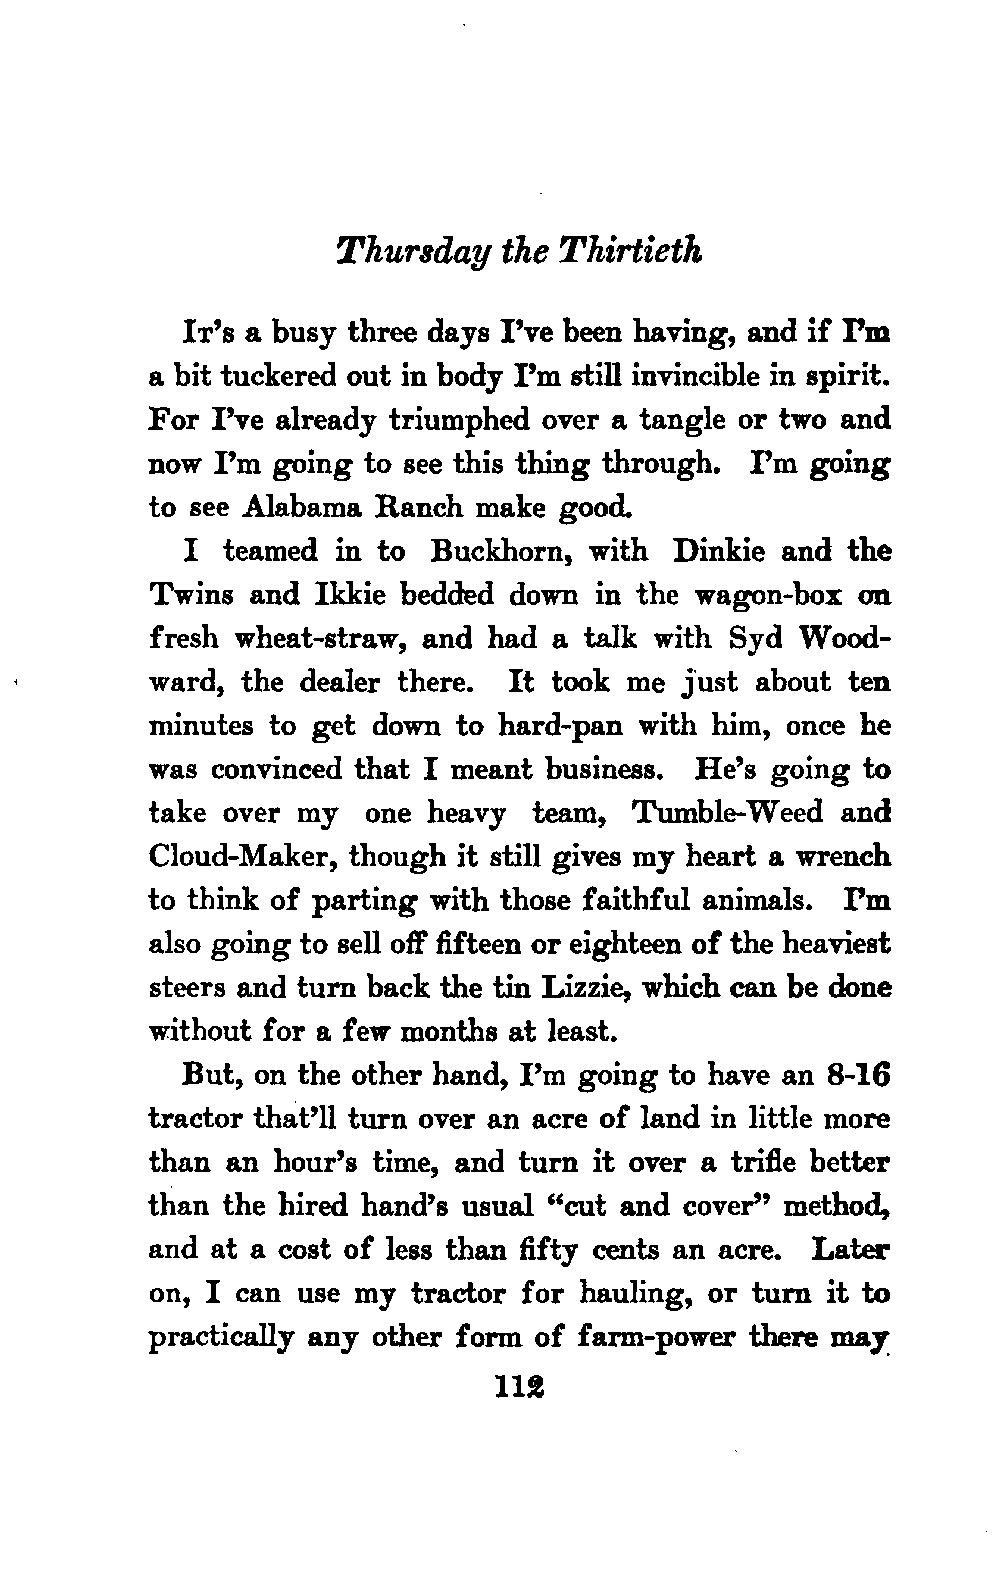 Thursday the Thirtieth
It's a busy three days I've been having, and if I'm
a bit tuckered out in body I'm still invincible in spirit.
For I've already triumphed over a tangle or two and
now I'm going to see this thing through. I'm going
to see Alabama Ranch make good.
I teamed in to Buckhorn, with Dinkie and the
Twins and Ikkie bedded down in the wagon-box on
fresh wheat-straw, and had a talk with Syd Wood-
ward, the dealer there. It took me just about ten
minutes to get down to hard-pan with him, once he
was convinced that I meant business. He's going to
take over my one heavy team, Tumble-Weed and
Cloud-Maker, though it still gives my heart a wrench
to think of parting with those faithful animals. I'm
also going to sell off fifteen or eighteen of the heaviest
steers and turn back the tin Lizzie, which can be done
without for a few months at least.
But, on the other hand, I'm going to have an 8-16
tractor that'll turn over an acre of land in little more
than an hour's time, and turn it over a trifle better
than the hired hand's usual “cut and cover” method,
and at a cost of less than fifty cents an acre. Later
on, I can use my tractor for hauling, or turn it to
practically any other form of farm-power there may
112